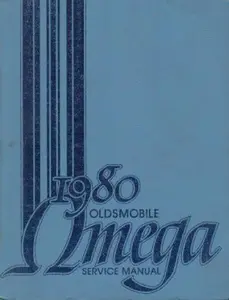 1980
OLDSMOBILE
Omega
SERVICE MANUAL